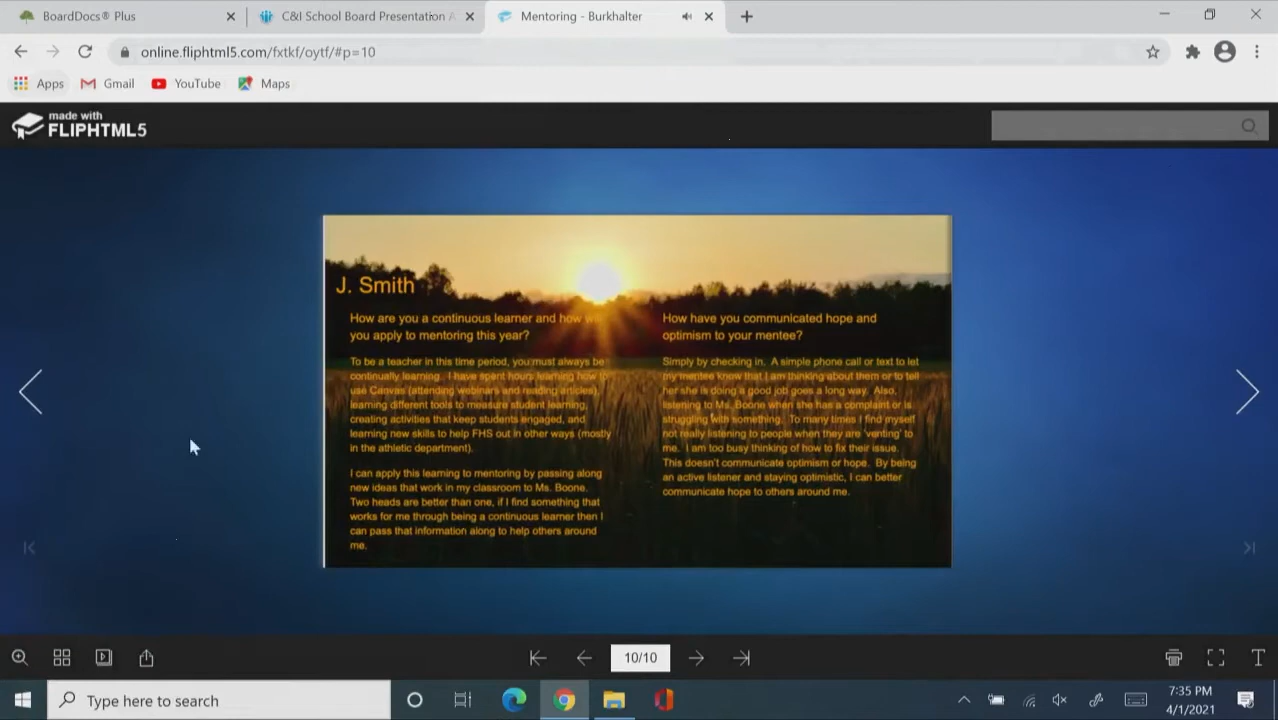 BoardDocs® Plus
C&I School Board Presentation A
Mentoring - Burkhalter
online.fliphtml5.com/fxtkf/oytf/#p=10
Apps
Gmail
YouTube
Maps
made with
FLIPHTML5
J. Smith
How are you a continuous learner and how
you apply to mentoring this year?
To be a teacher in this time period, you must always be
continually learning. I have spent hours learning how to
use Canvas (attending webinars and reading articles),
learning different tools to measure student learning,
creating activities that keep students engaged, and
learning new skills to help FHS out in other ways (mostly
in the athletic department).
I can apply this learning to mentoring by passing along
new ideas that work in my classroom to Ms. Boone.
Two heads are better than one, if I find something that
works for me through being a continuous learner then I
can pass that information along to help others around
me.
How have you communicated hope and
optimism to your mentee?
Simply by checking in. A simple phone call or text to let
my mentee know that I am thinking about them or to tell
her she is doing a good job goes a long way. Also,
listening to Ms. Boone when she has a complaint or is
struggling with something. To many times I find myself
not really listening to people when they are 'venting' to
me. I am too busy thinking of how to fix their issue.
This doesn't communicate optimism or hope. By being
an active listener and staying optimistic, I can better
communicate hope to others around me.
10/10
Type here to search
7:35 PM
4/1/2021